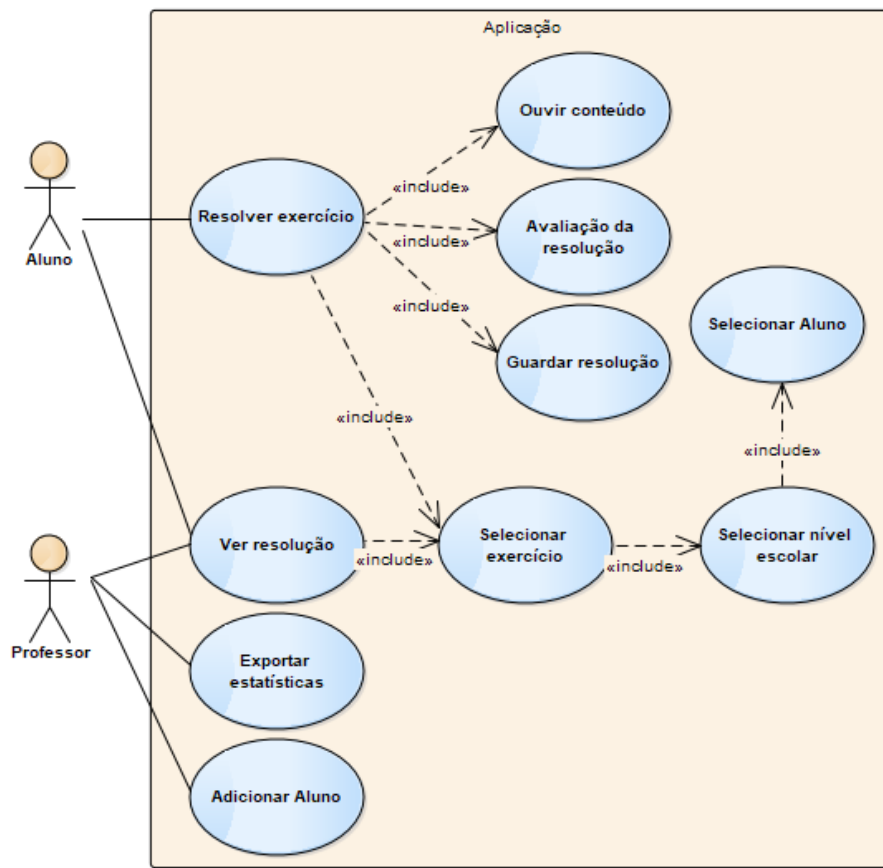 Aplicação
Ouvir conteúdo
«include»
Resolver exercício
Aluno
«include»
Avaliação da
resolução
«include»
Guardar resolução
Selecionar Aluno
«include»
«include»
Ver resolução
«include»
Selecionar
exercício
«include»
Selecionar nível
escolar
Professor
Exportar
estatísticas
Adicionar Aluno